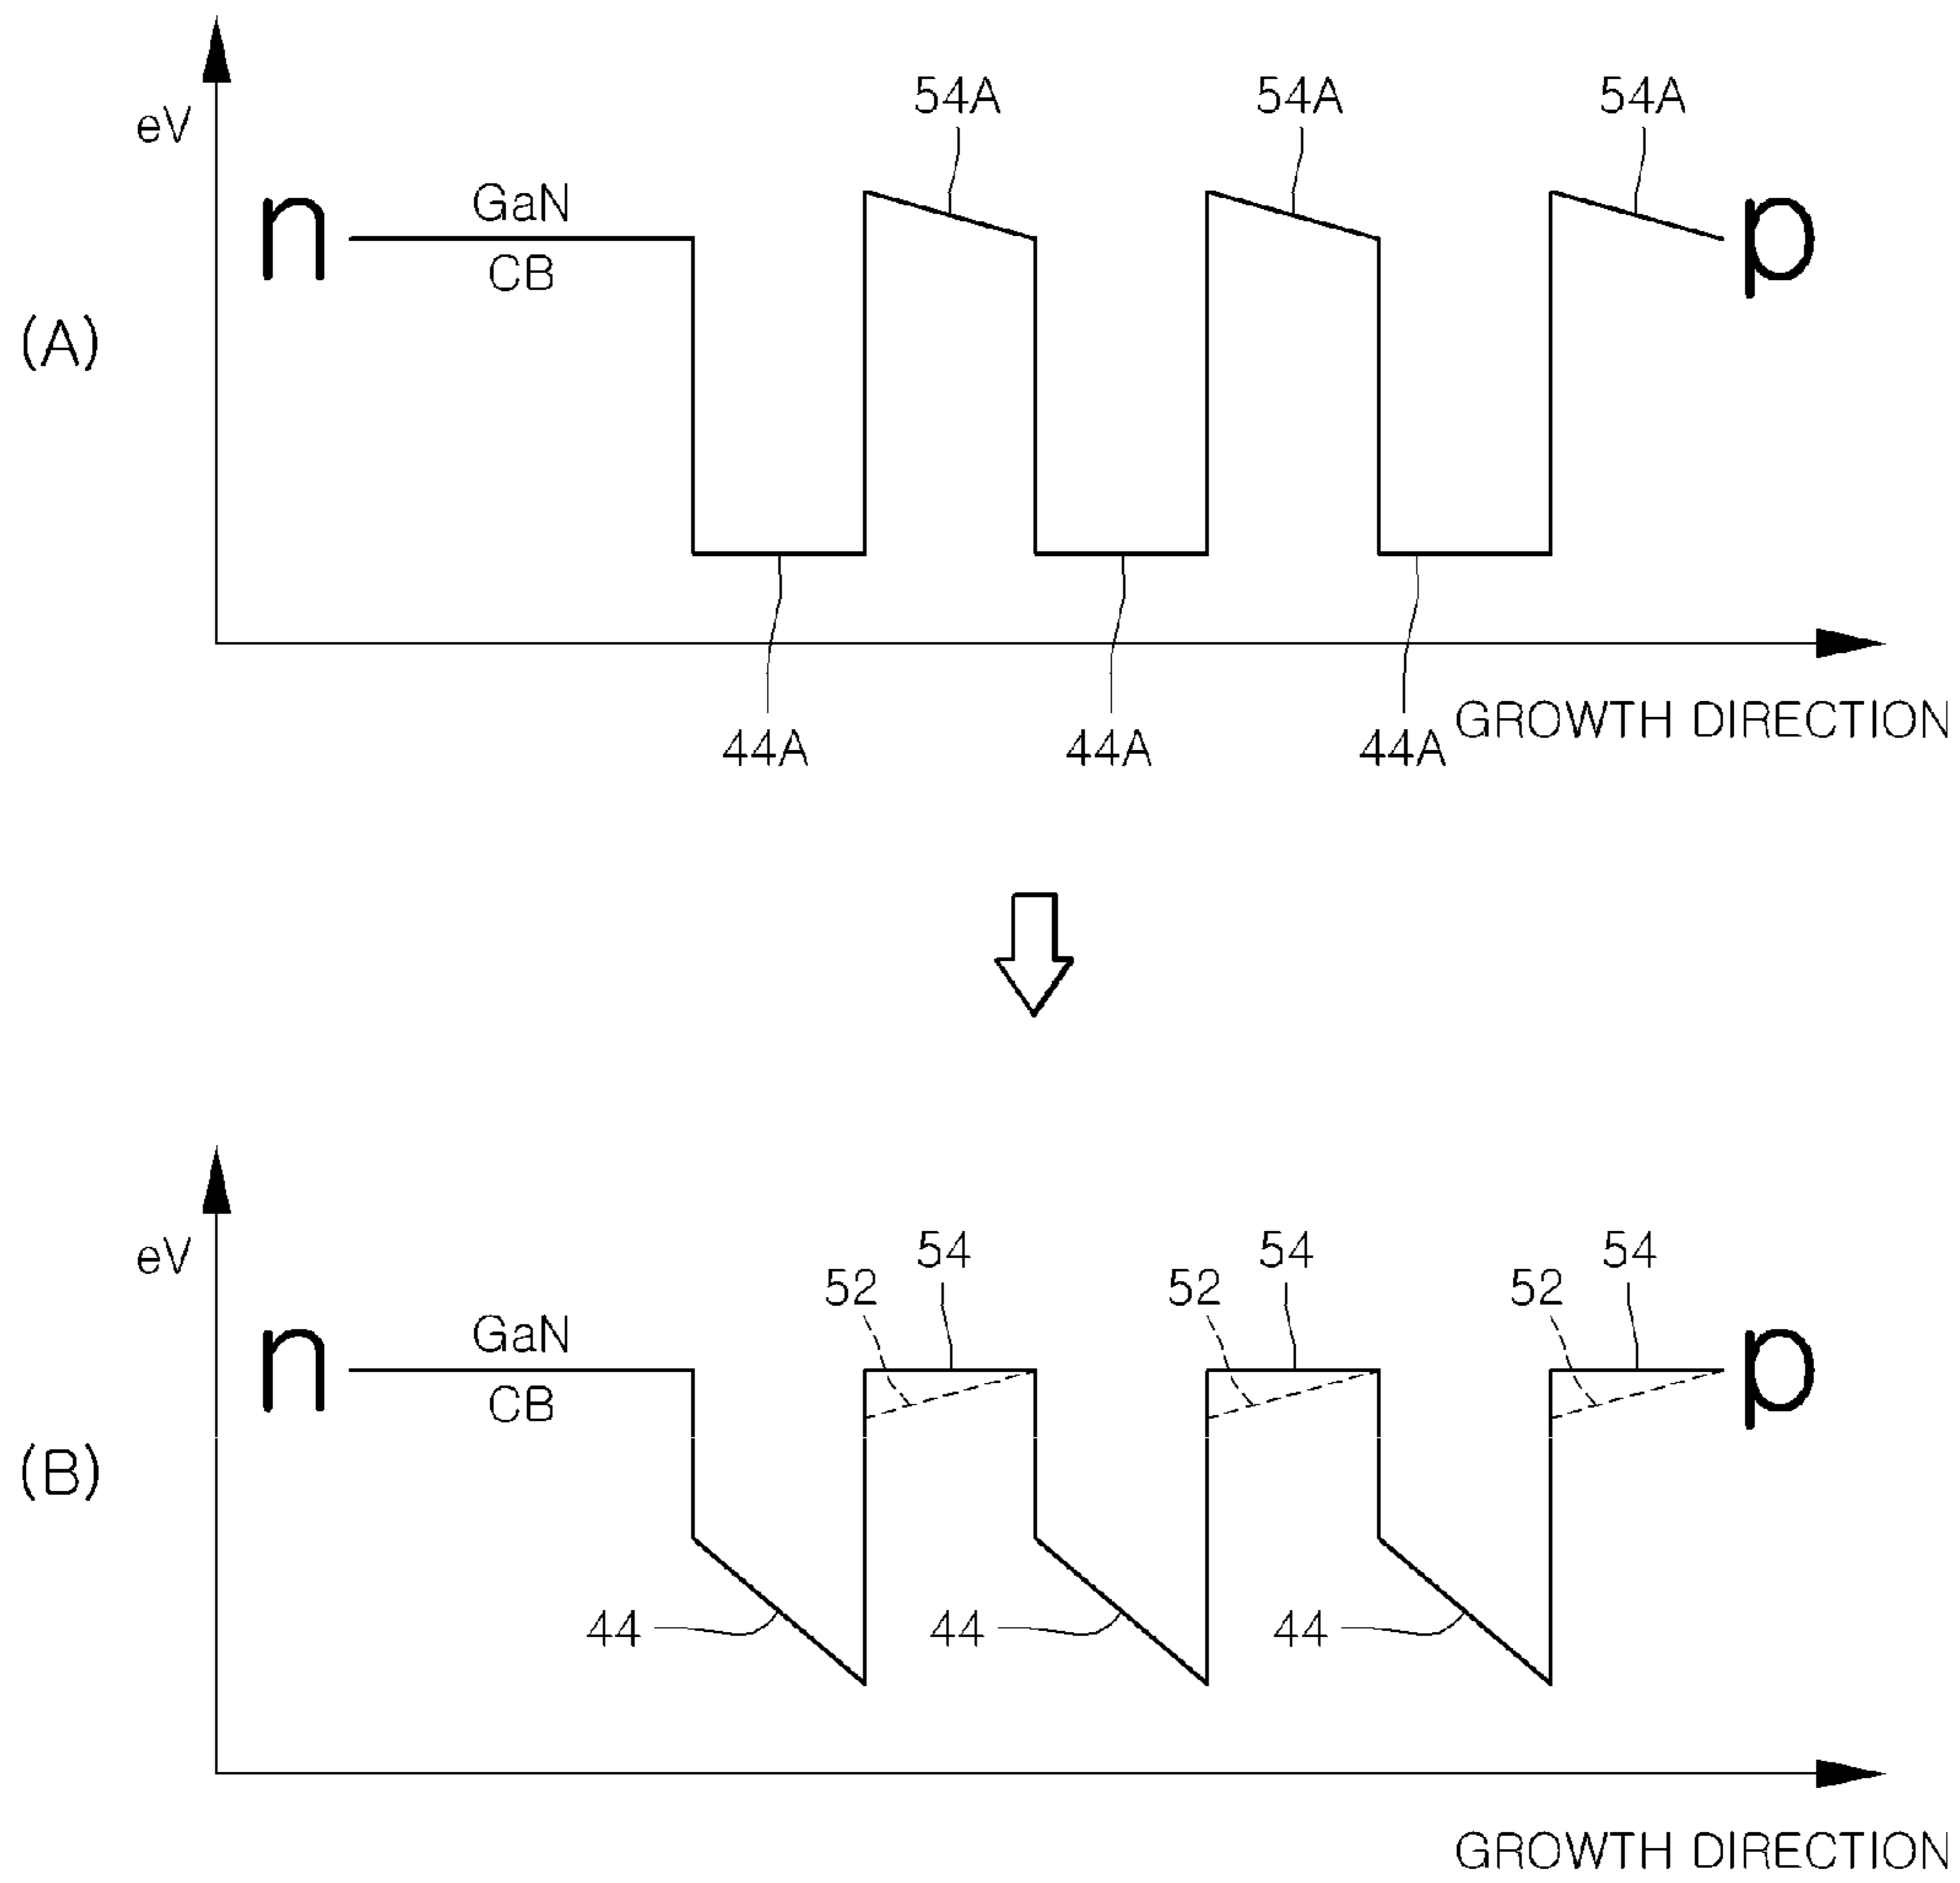 54A 54A 54A
eV
n GaN p
CB
(A)
GROWTH DIRECTION
44A 44A 44A
54 54 54
eV 52 52 52
n GaN p
CB
(B)
44 44 44
GROWTH DIRECTION